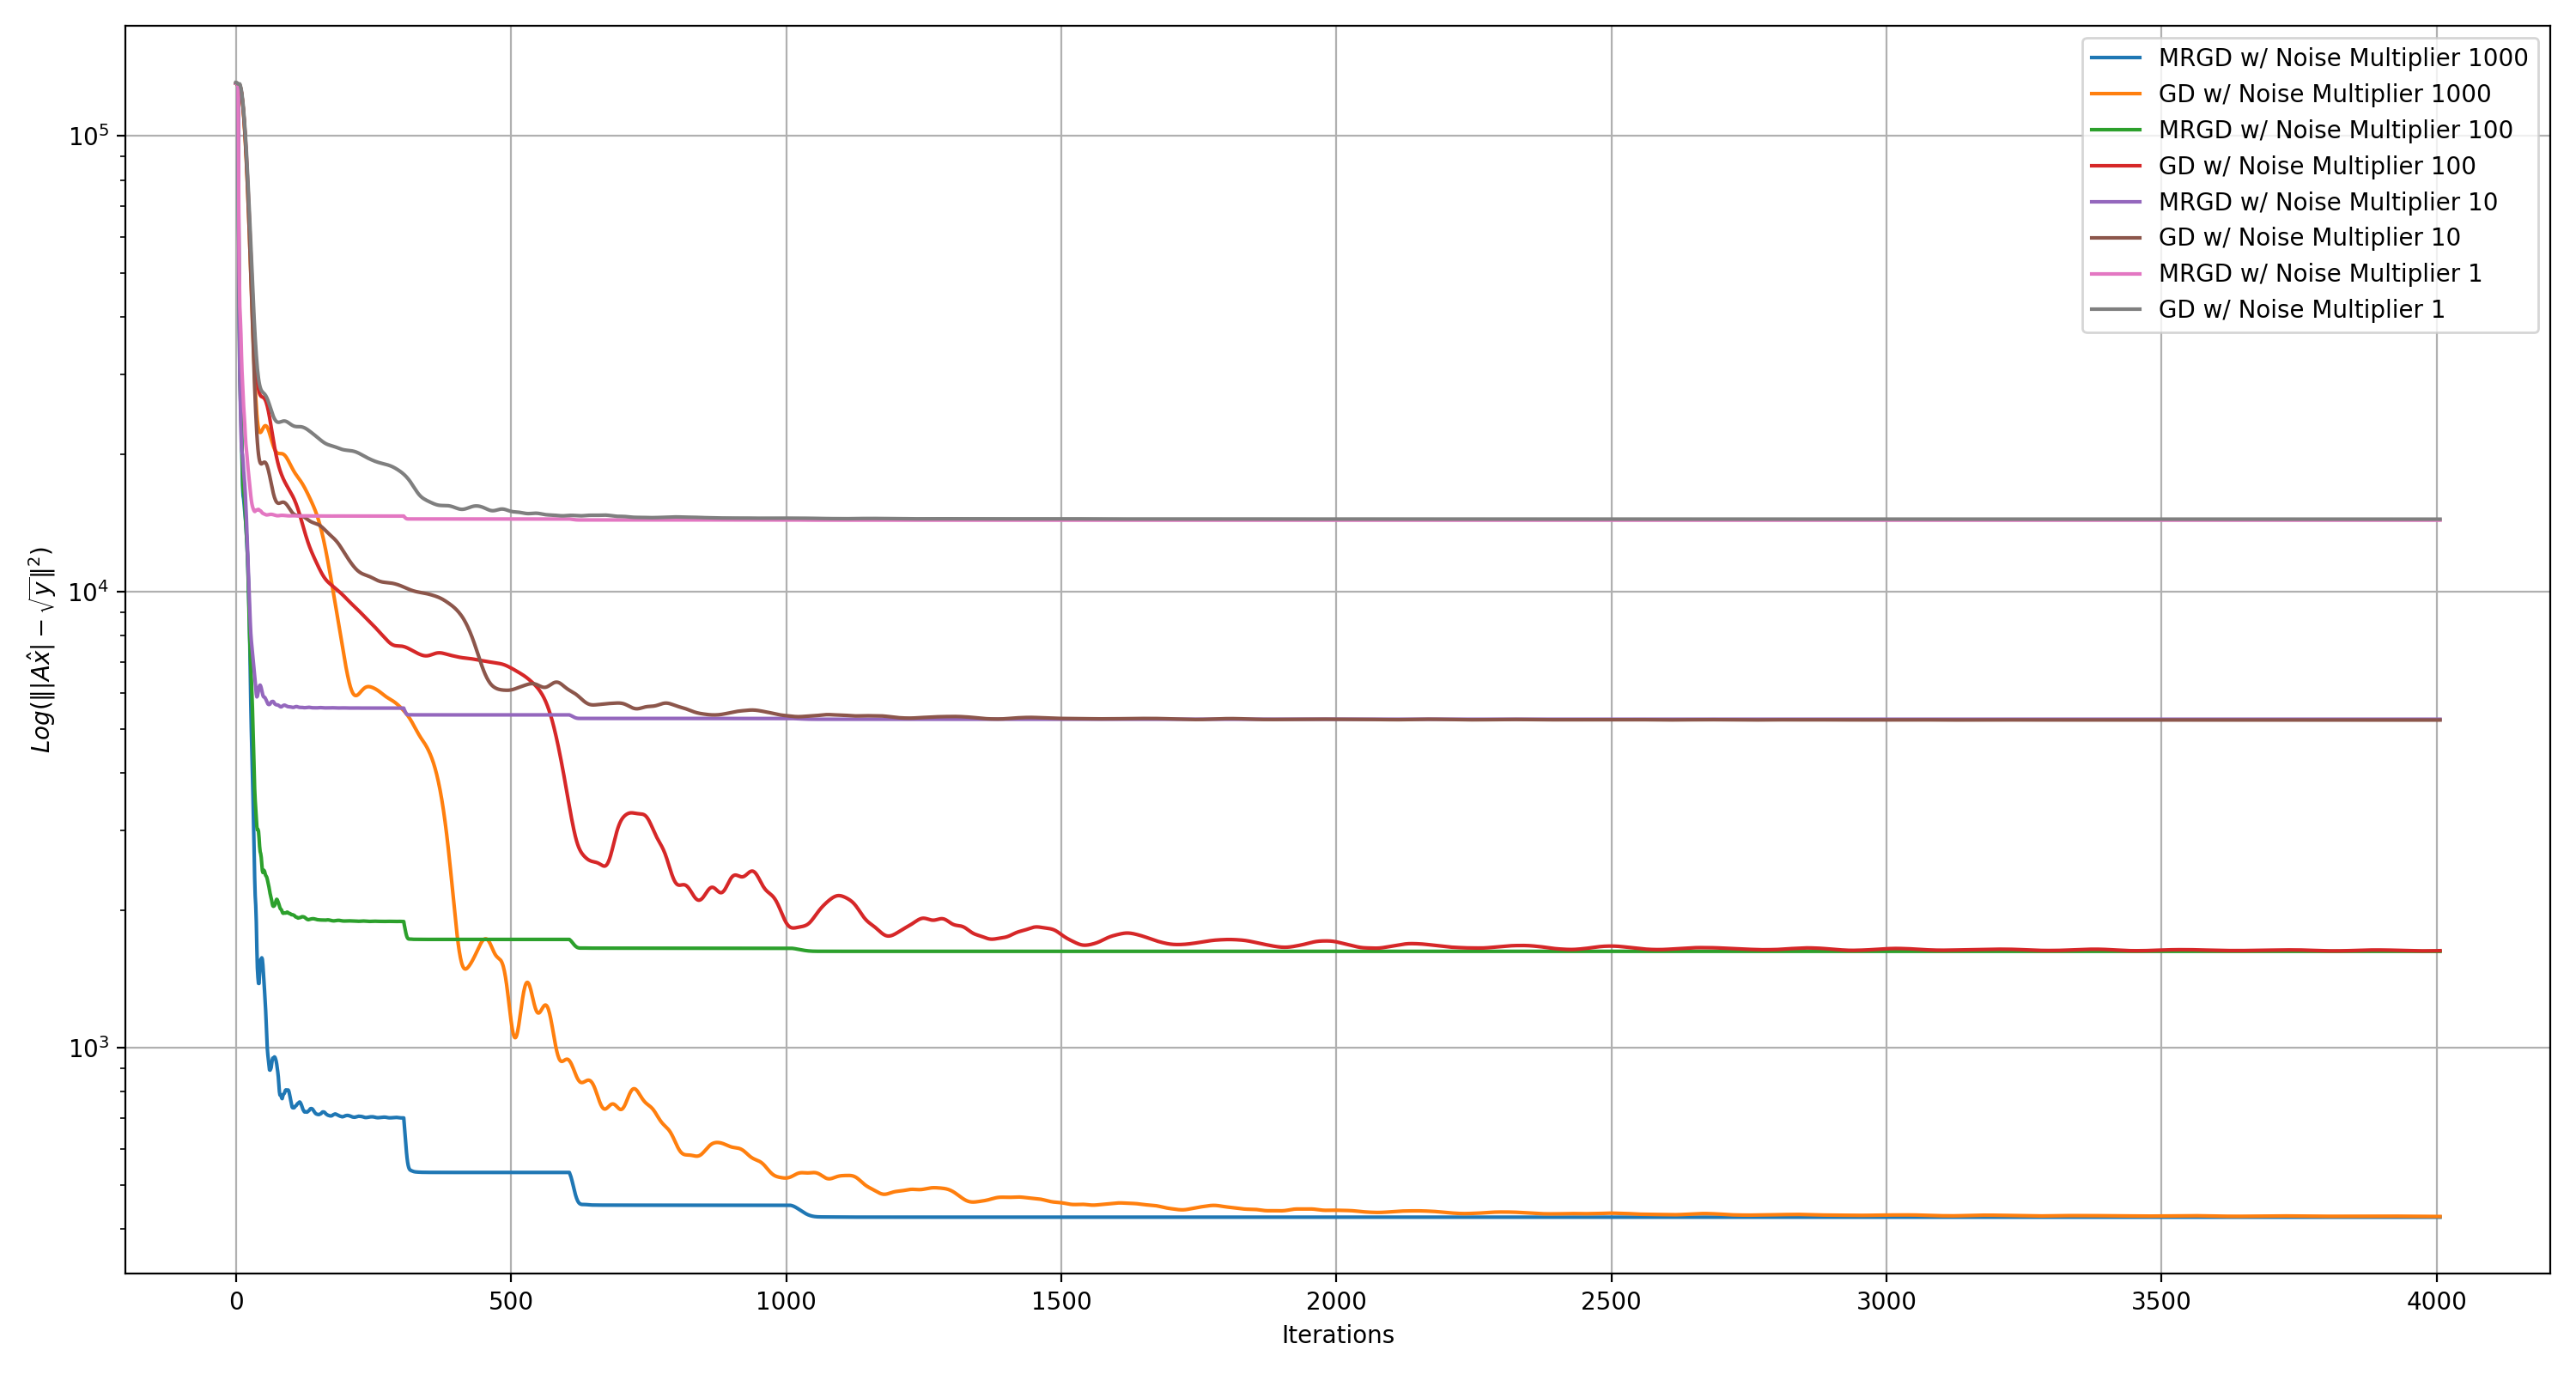 MRGD w/ Noise Multiplier 1000
GD w/ Noise Multiplier 1000
MRGD w/ Noise Multiplier 100
GD w/ Noise Multiplier 100
MRGD w/ Noise Multiplier 10
GD w/ Noise Multiplier 10
MRGD w/ Noise Multiplier 1
GD w/ Noise Multiplier 1
10⁵
10⁴
10³
Log(‖||Ax̂| − √y‖²)
0 500 1000 1500 2000 2500 3000 3500 4000
Iterations